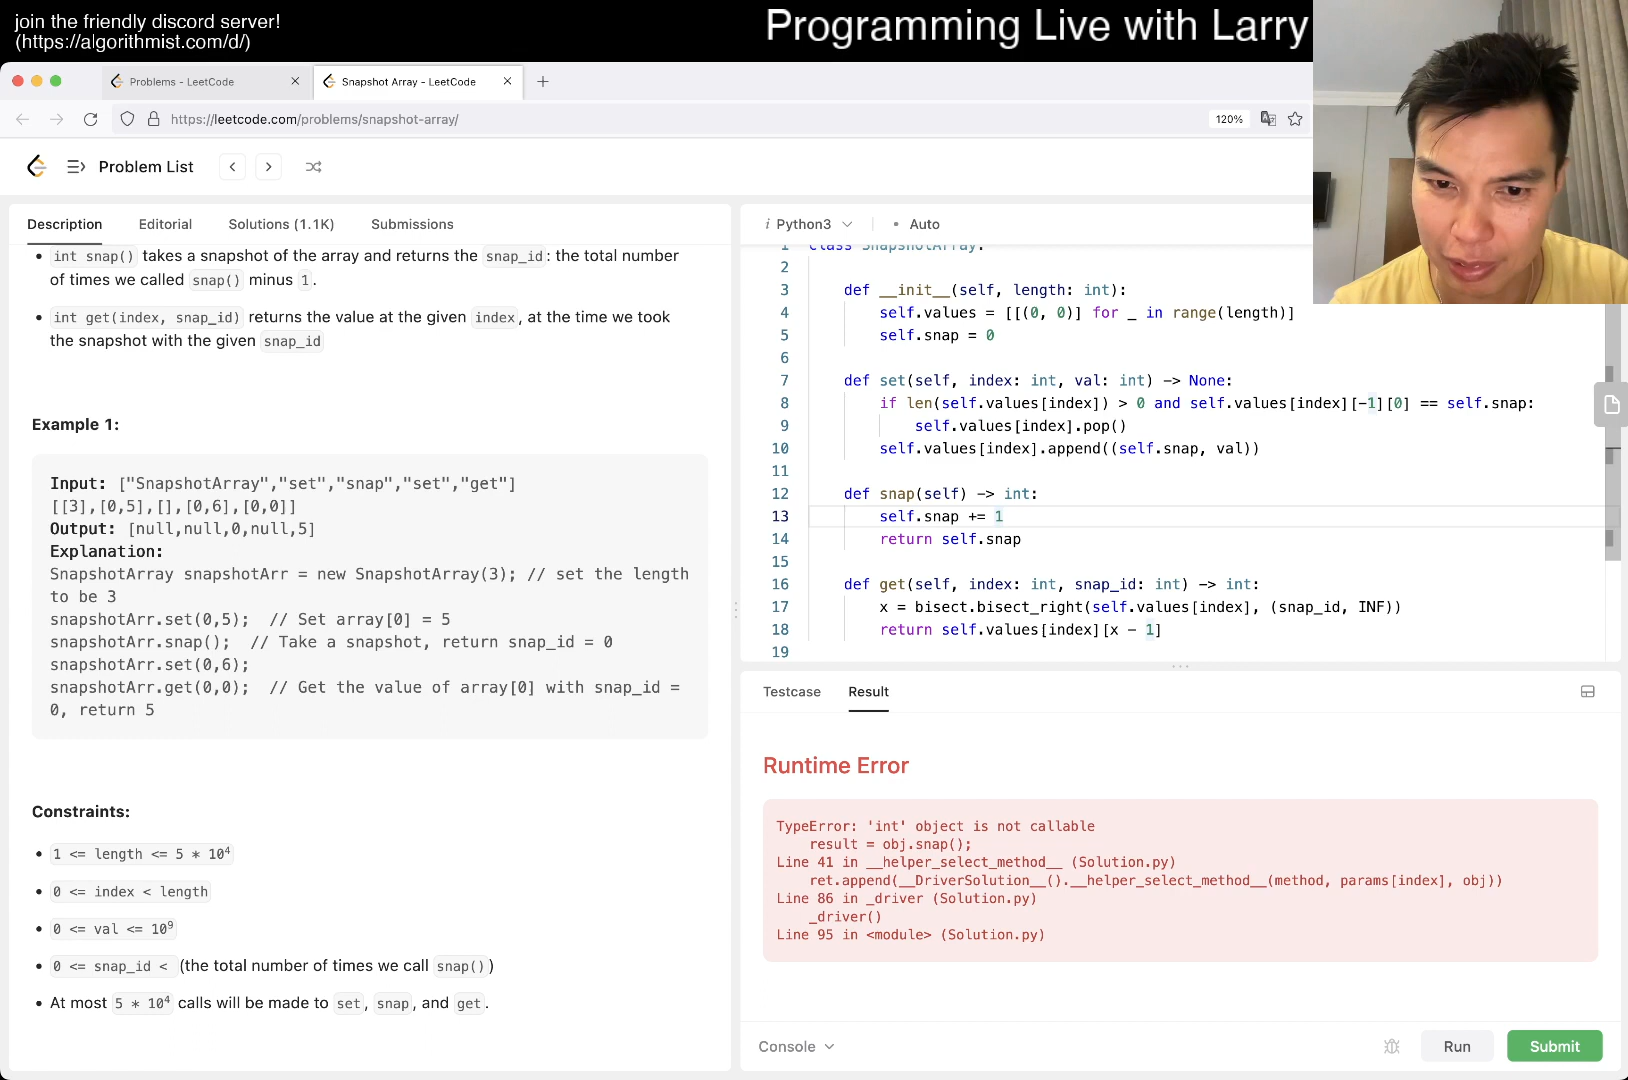 join the friendly discord server!
(https://algorithmist.com/d/)
Programming Live with Larry
Problems - LeetCode
Snapshot Array - LeetCode
https://leetcode.com/problems/snapshot-array/
120%
Problem List
Description
Editorial
Solutions (1.1K)
Submissions
• int snap() takes a snapshot of the array and returns the snap_id: the total number
of times we called snap() minus 1.
• int get(index, snap_id) returns the value at the given index, at the time we took
the snapshot with the given snap_id
Example 1:
Input: ["SnapshotArray","set","snap","set","get"]
[[3],[0,5],[],[0,6],[0,0]]
Output: [null,null,0,null,5]
Explanation:
SnapshotArray snapshotArr = new SnapshotArray(3); // set the length
to be 3
snapshotArr.set(0,5);  // Set array[0] = 5
snapshotArr.snap();  // Take a snapshot, return snap_id = 0
snapshotArr.set(0,6);
snapshotArr.get(0,0);  // Get the value of array[0] with snap_id =
0, return 5
Constraints:
• 1 <= length <= 5 * 10⁴
• 0 <= index < length
• 0 <= val <= 10⁹
• 0 <= snap_id < (the total number of times we call snap())
• At most 5 * 10⁴ calls will be made to set, snap, and get.
i Python3
• Auto
1 class SnapshotArray:
2
3     def __init__(self, length: int):
4         self.values = [[(0, 0)] for _ in range(length)]
5         self.snap = 0
6
7     def set(self, index: int, val: int) -> None:
8         if len(self.values[index]) > 0 and self.values[index][-1][0] == self.snap:
9             self.values[index].pop()
10         self.values[index].append((self.snap, val))
11
12     def snap(self) -> int:
13         self.snap += 1
14         return self.snap
15
16     def get(self, index: int, snap_id: int) -> int:
17         x = bisect.bisect_right(self.values[index], (snap_id, INF))
18         return self.values[index][x - 1]
19
Testcase
Result
Runtime Error
TypeError: 'int' object is not callable
    result = obj.snap();
Line 41 in __helper_select_method__ (Solution.py)
    ret.append(__DriverSolution__().__helper_select_method__(method, params[index], obj))
Line 86 in _driver (Solution.py)
    _driver()
Line 95 in <module> (Solution.py)
Console
Run
Submit